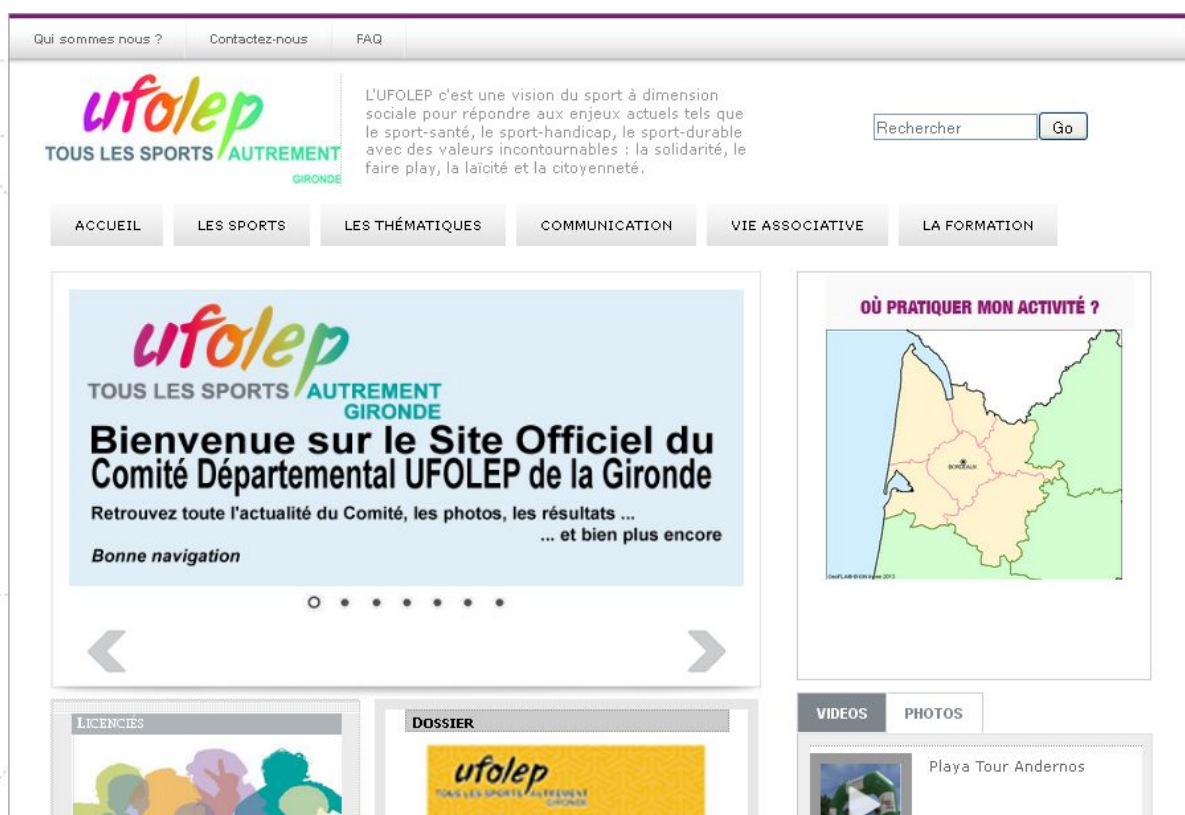 Qui sommes nous ?
Contactez-nous
FAQ
ufolep
TOUS LES SPORTS AUTREMENT
GIRONDE
L'UFOLEP c'est une vision du sport à dimension
sociale pour répondre aux enjeux actuels tels que
le sport-santé, le sport-handicap, le sport-durable
avec des valeurs incontournables : la solidarité, le
faire play, la laïcité et la citoyenneté.
Rechercher
Go
ACCUEIL
LES SPORTS
LES THÉMATIQUES
COMMUNICATION
VIE ASSOCIATIVE
LA FORMATION
ufolep
TOUS LES SPORTS AUTREMENT
GIRONDE
Bienvenue sur le Site Officiel du
Comité Départemental UFOLEP de la Gironde
Retrouvez toute l'actualité du Comité, les photos, les résultats ...
... et bien plus encore
Bonne navigation
OÙ PRATIQUER MON ACTIVITÉ ?
BORDEAUX
LICENCIÉS
DOSSIER
ufolep
TOUS LES SPORTS AUTREMENT
GIRONDE
VIDEOS
PHOTOS
Playa Tour Andernos